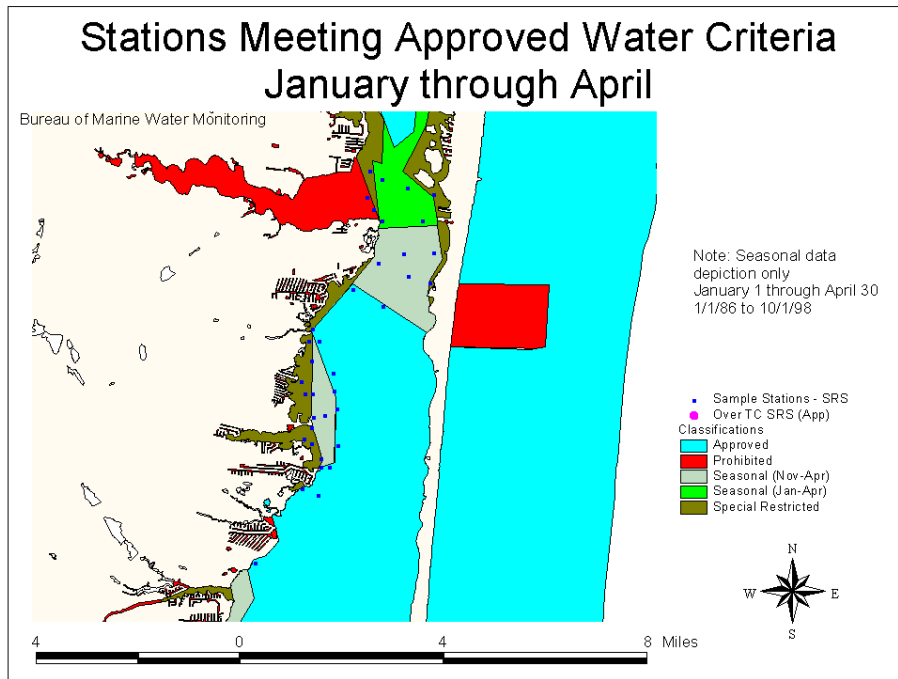 Stations Meeting Approved Water Criteria
January through April
Bureau of Marine Water Monitoring
Note: Seasonal data
depiction only
January 1 through April 30
1/1/86 to 10/1/98
Sample Stations - SRS
Over TC SRS (App)
Classifications
Approved
Prohibited
Seasonal (Nov-Apr)
Seasonal (Jan-Apr)
Special Restricted
N
W E
S
4 0 4 8 Miles